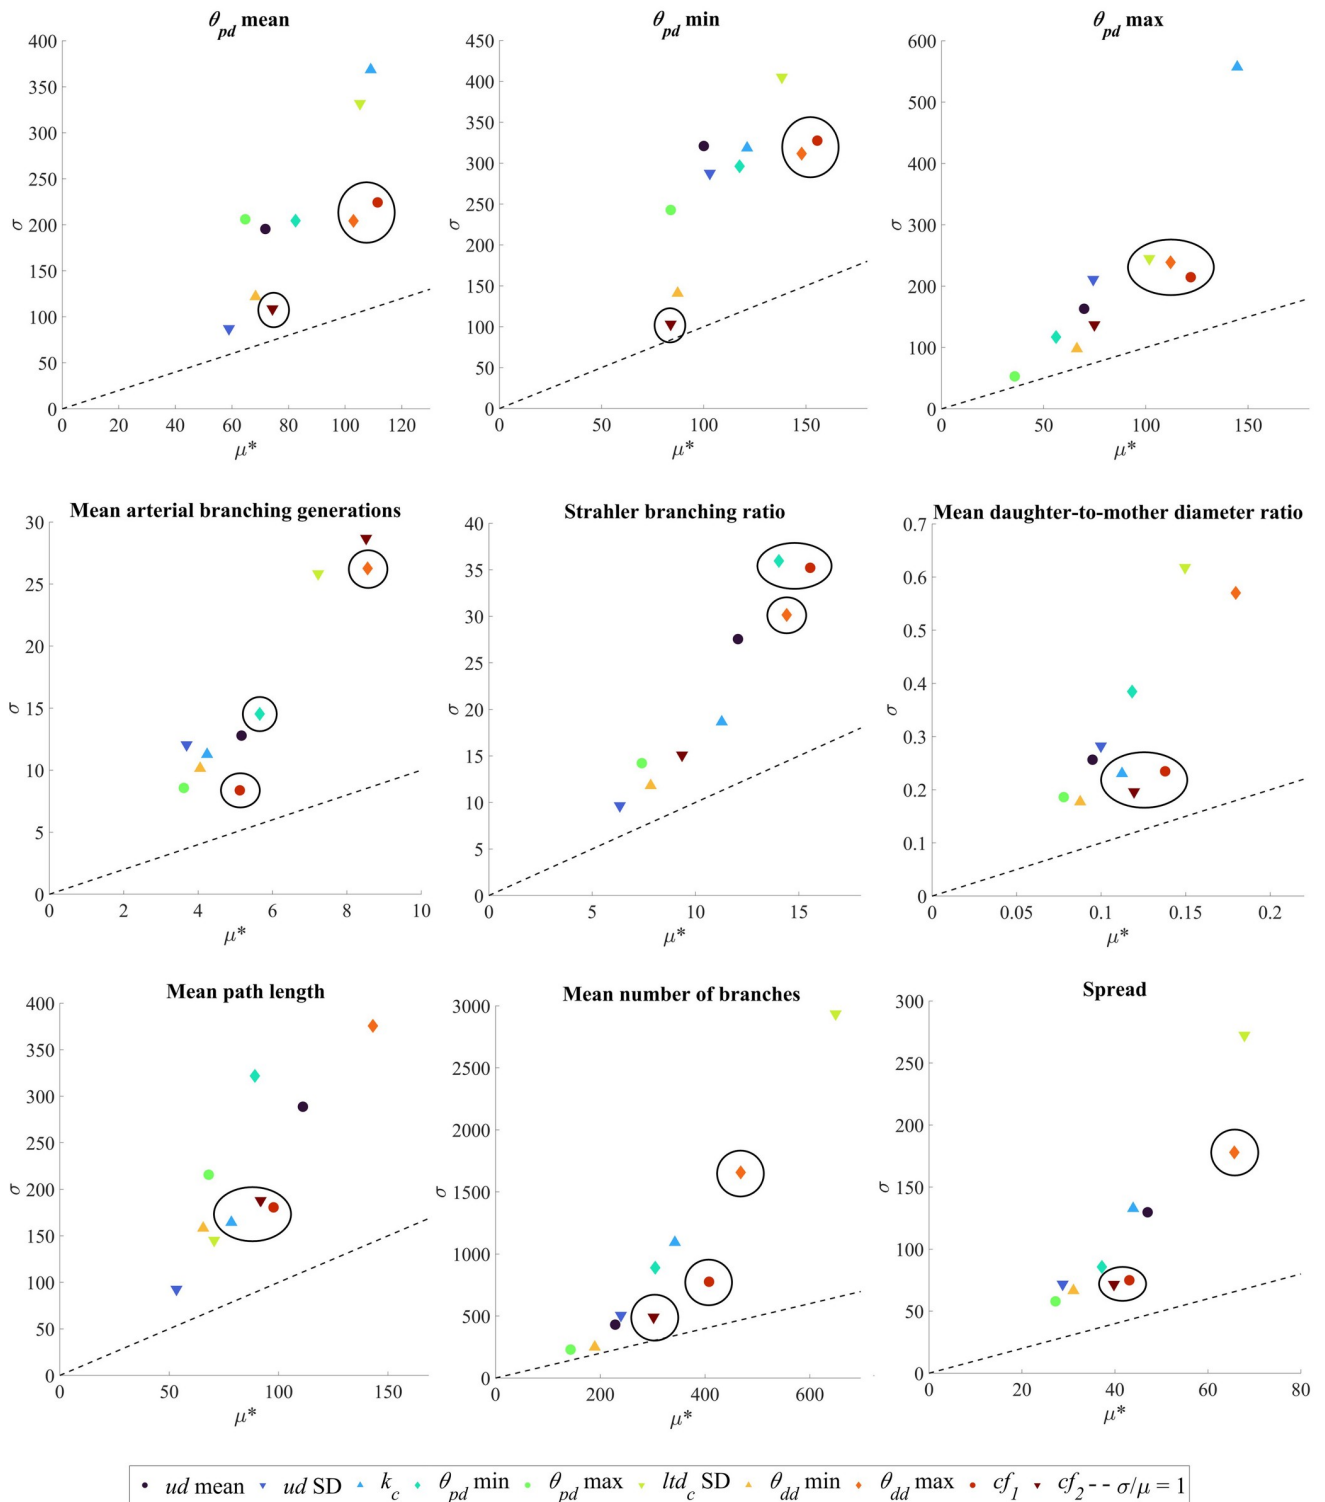 θpd mean
θpd min
θpd max
400
350
300
250
200
150
100
50
0
σ
0 20 40 60 80 100 120
μ*
450
400
350
300
250
200
150
100
50
0
σ
0 50 100 150
μ*
600
500
400
300
200
100
0
σ
0 50 100 150
μ*
Mean arterial branching generations
Strahler branching ratio
Mean daughter-to-mother diameter ratio
30
25
20
15
10
5
0
σ
0 2 4 6 8 10
μ*
40
35
30
25
20
15
10
5
0
σ
0 5 10 15
μ*
0.7
0.6
0.5
0.4
0.3
0.2
0.1
0
σ
0 0.05 0.1 0.15 0.2
μ*
Mean path length
Mean number of branches
Spread
400
350
300
250
200
150
100
50
0
σ
0 50 100 150
μ*
3000
2500
2000
1500
1000
500
0
σ
200 400 600
μ*
300
250
200
150
100
50
0
σ
0 20 40 60 80
μ*
ud mean ud SD kc θpd min θpd max ltdc SD θdd min θdd max cf1 cf2 σ/μ = 1